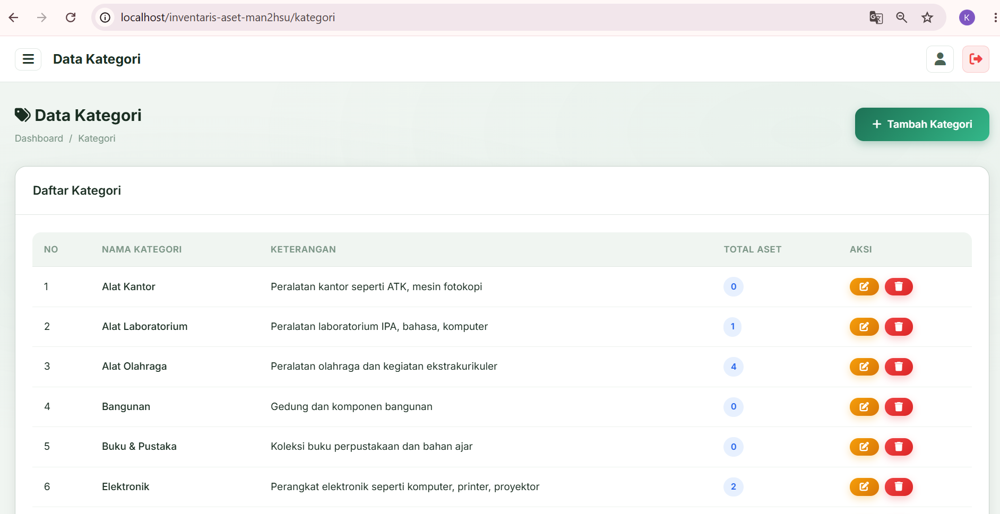 localhost/inventaris-aset-man2hsu/kategori
K
Data Kategori
Data Kategori
Dashboard / Kategori
+ Tambah Kategori
Daftar Kategori
NO NAMA KATEGORI KETERANGAN TOTAL ASET AKSI
1 Alat Kantor Peralatan kantor seperti ATK, mesin fotokopi 0
2 Alat Laboratorium Peralatan laboratorium IPA, bahasa, komputer 1
3 Alat Olahraga Peralatan olahraga dan kegiatan ekstrakurikuler 4
4 Bangunan Gedung dan komponen bangunan 0
5 Buku & Pustaka Koleksi buku perpustakaan dan bahan ajar 0
6 Elektronik Perangkat elektronik seperti komputer, printer, proyektor 2